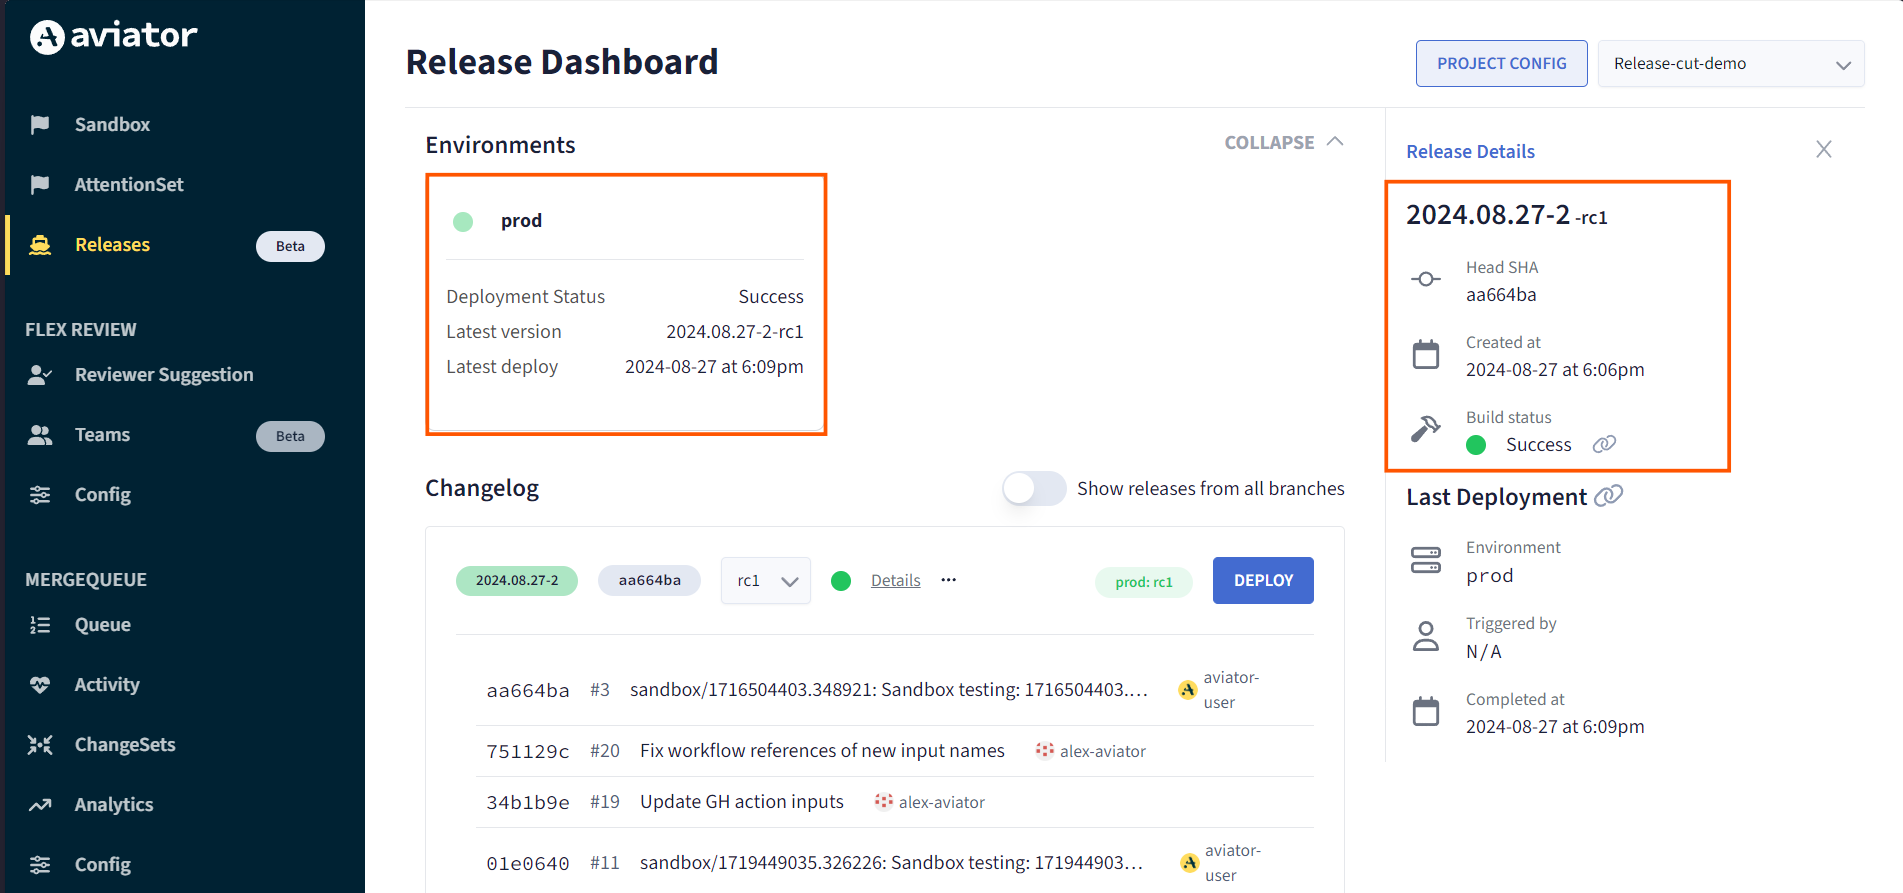 aviator
Sandbox
AttentionSet
Releases
Beta
FLEX REVIEW
Reviewer Suggestion
Teams
Beta
Config
MERGEQUEUE
Queue
Activity
ChangeSets
Analytics
Config
Release Dashboard
PROJECT CONFIG
Release-cut-demo
Environments
COLLAPSE
prod
Deployment Status Success
Latest version 2024.08.27-2-rc1
Latest deploy 2024-08-27 at 6:09pm
Changelog
Show releases from all branches
2024.08.27-2 aa664ba rc1 Details ... prod: rc1 DEPLOY
aa664ba #3 sandbox/1716504403.348921: Sandbox testing: 1716504403.... aviator-
user
751129c #20 Fix workflow references of new input names alex-aviator
34b1b9e #19 Update GH action inputs alex-aviator
01e0640 #11 sandbox/1719449035.326226: Sandbox testing: 171944903... aviator-
user
Release Details
2024.08.27-2 -rc1
Head SHA
aa664ba
Created at
2024-08-27 at 6:06pm
Build status
Success
Last Deployment
Environment
prod
Triggered by
N/A
Completed at
2024-08-27 at 6:09pm